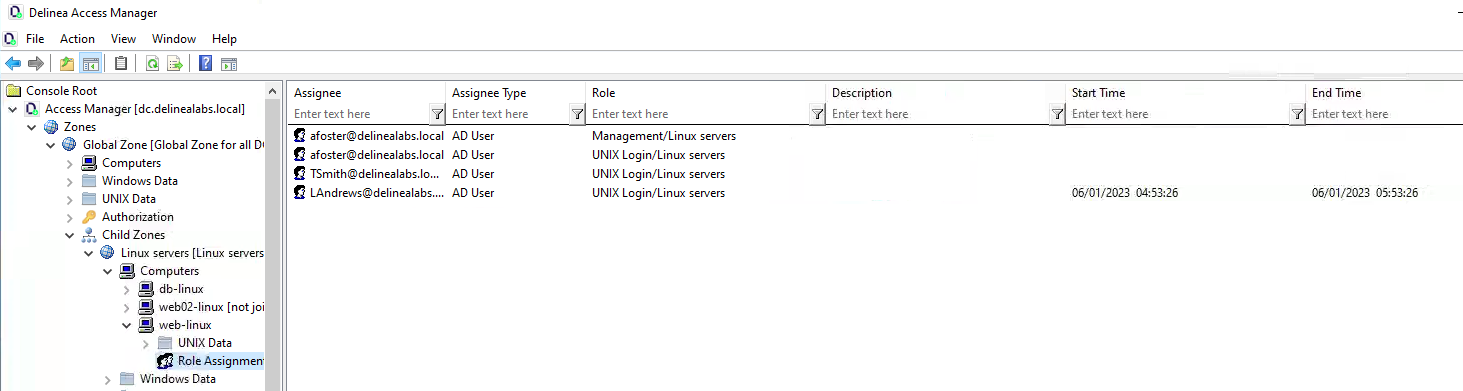 Delinea Access Manager
File Action View Window Help
Console Root
Access Manager [dc.delinealabs.local]
Zones
Global Zone [Global Zone for all D
Computers
Windows Data
UNIX Data
Authorization
Child Zones
Linux servers [Linux servers
Computers
db-linux
web02-linux [not joi
web-linux
UNIX Data
Role Assignmen
Windows Data
Assignee Assignee Type Role Description Start Time End Time
Enter text here Enter text here Enter text here Enter text here Enter text here Enter text here
afoster@delinealabs.local AD User Management/Linux servers
afoster@delinealabs.local AD User UNIX Login/Linux servers
TSmith@delinealabs.lo... AD User UNIX Login/Linux servers
LAndrews@delinealabs.... AD User UNIX Login/Linux servers 06/01/2023 04:53:26 06/01/2023 05:53:26